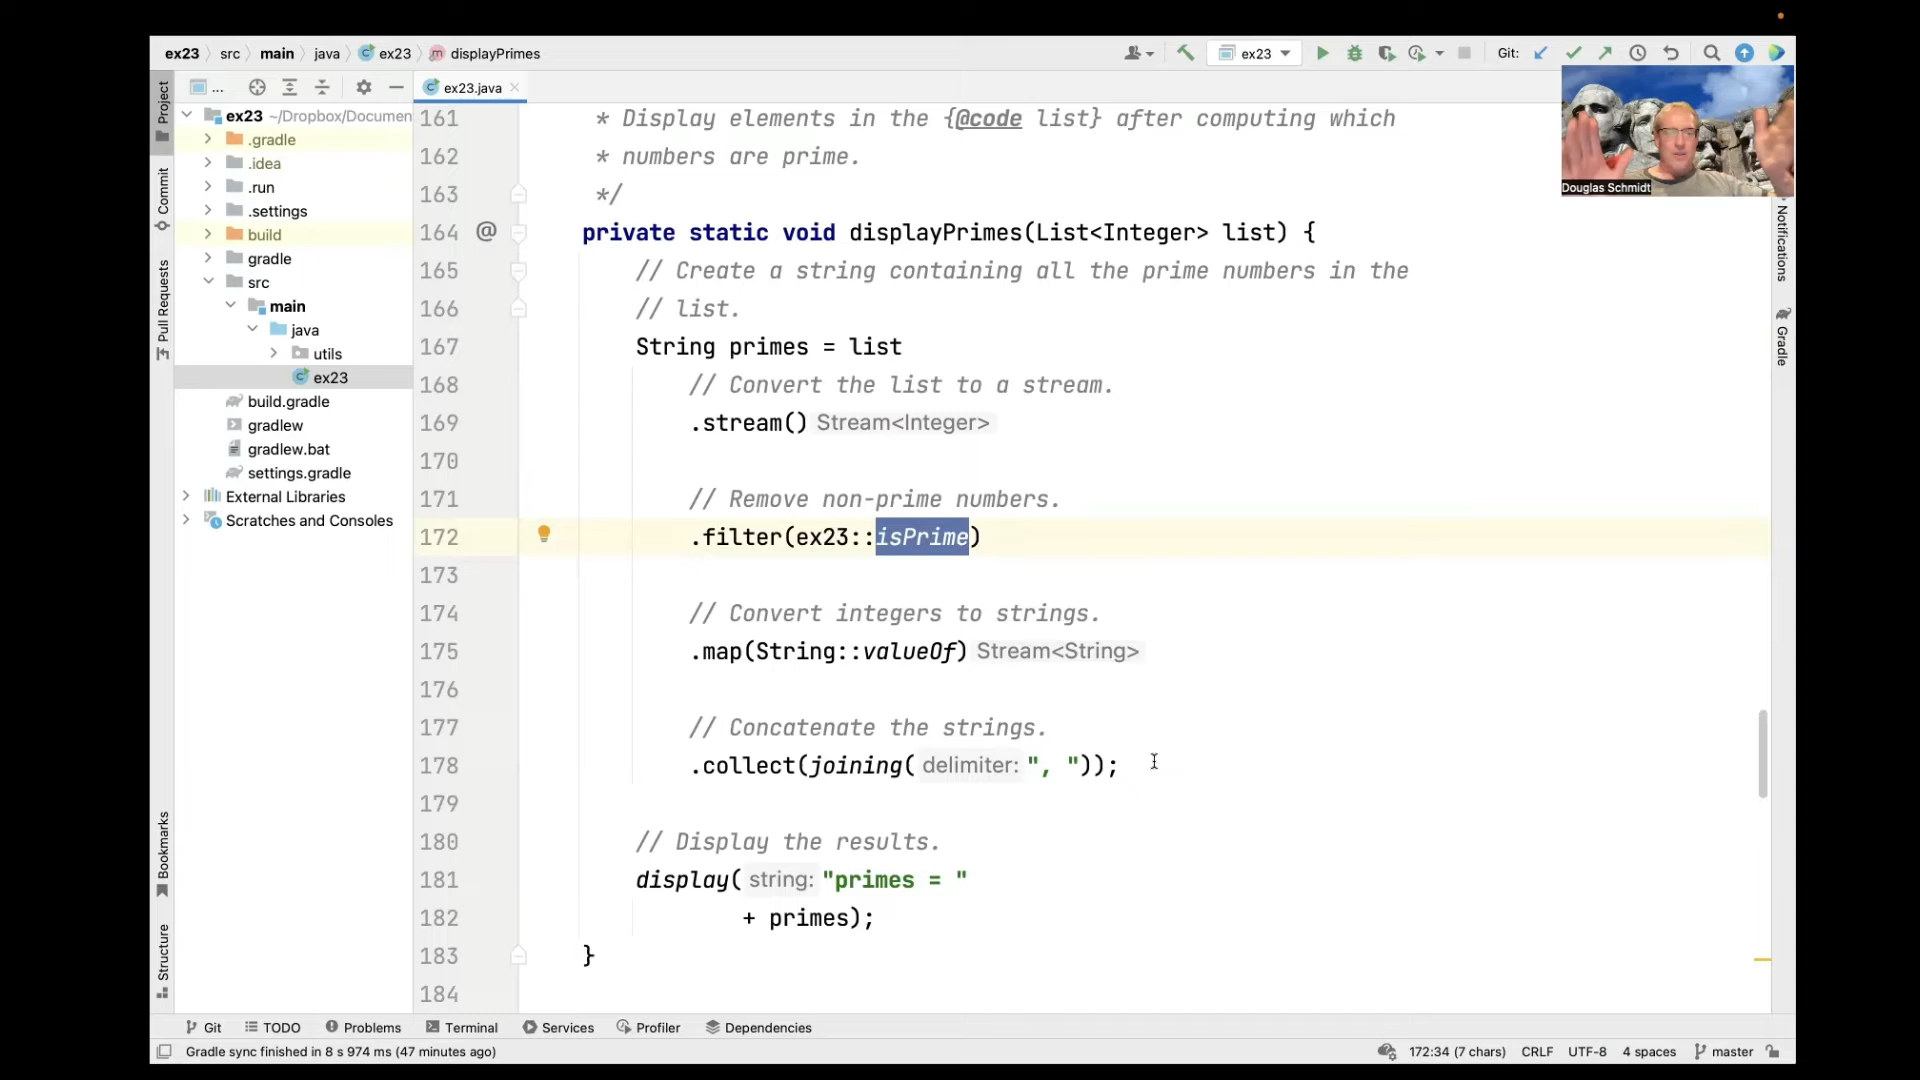 ex23 src main java ex23 displayPrimes
ex23
Git:
Project
...
ex23.java
Douglas Schmidt
ex23 ~/Dropbox/Documen
.gradle
.idea
.run
.settings
build
gradle
src
main
java
utils
ex23
build.gradle
gradlew
gradlew.bat
settings.gradle
External Libraries
Scratches and Consoles
Commit
Pull Requests
Bookmarks
Structure
161 * Display elements in the {@code list} after computing which
162 * numbers are prime.
163 */
164 @ private static void displayPrimes(List<Integer> list) {
165 // Create a string containing all the prime numbers in the
166 // list.
167 String primes = list
168 // Convert the list to a stream.
169 .stream() Stream<Integer>
170
171 // Remove non-prime numbers.
172 .filter(ex23::isPrime)
173
174 // Convert integers to strings.
175 .map(String::valueOf) Stream<String>
176
177 // Concatenate the strings.
178 .collect(joining( delimiter: ", "));
179
180 // Display the results.
181 display( string: "primes = "
182 + primes);
183 }
184
Notifications
Gradle
Git TODO Problems Terminal Services Profiler Dependencies
Gradle sync finished in 8 s 974 ms (47 minutes ago) 172:34 (7 chars) CRLF UTF-8 4 spaces master